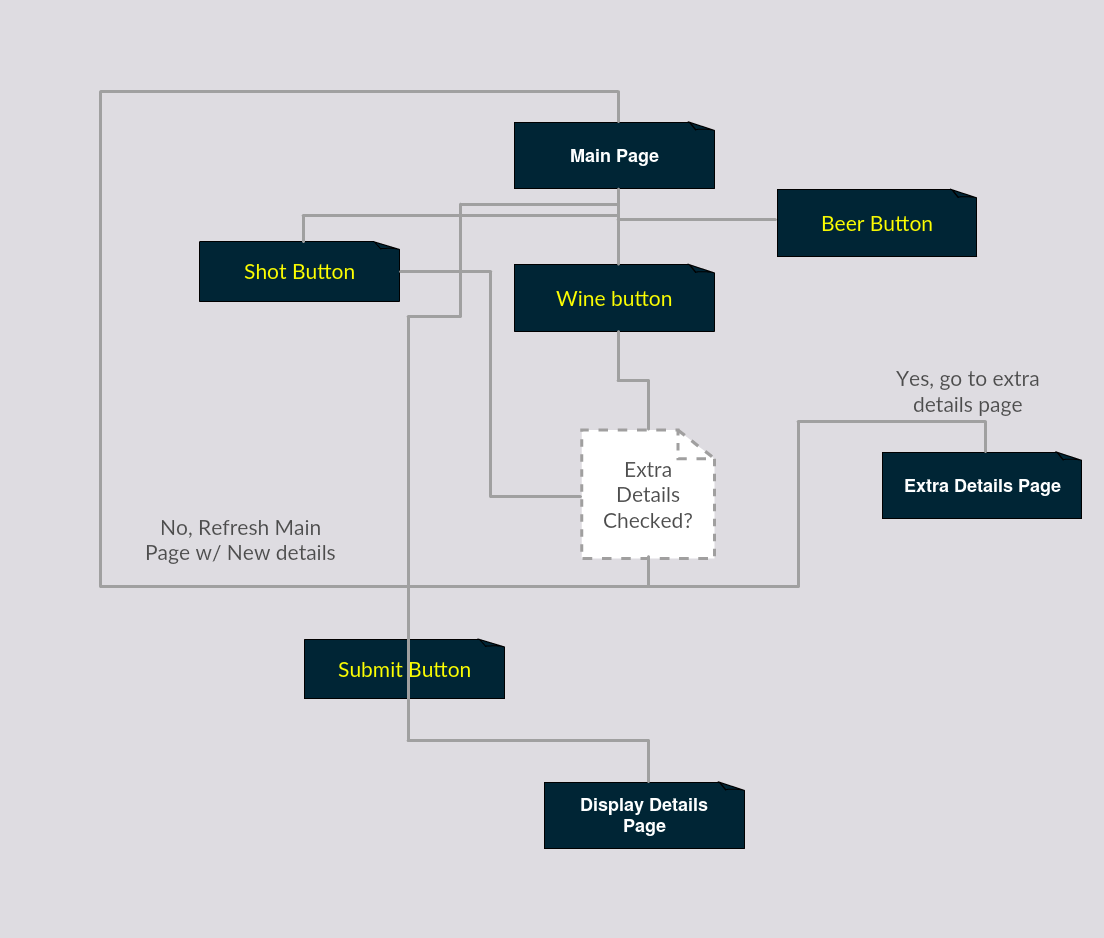 Main Page
Beer Button
Shot Button
Wine button
Yes, go to extra
details page
Extra
Details
Checked?
Extra Details Page
No, Refresh Main
Page w/ New details
Submit Button
Display Details
Page